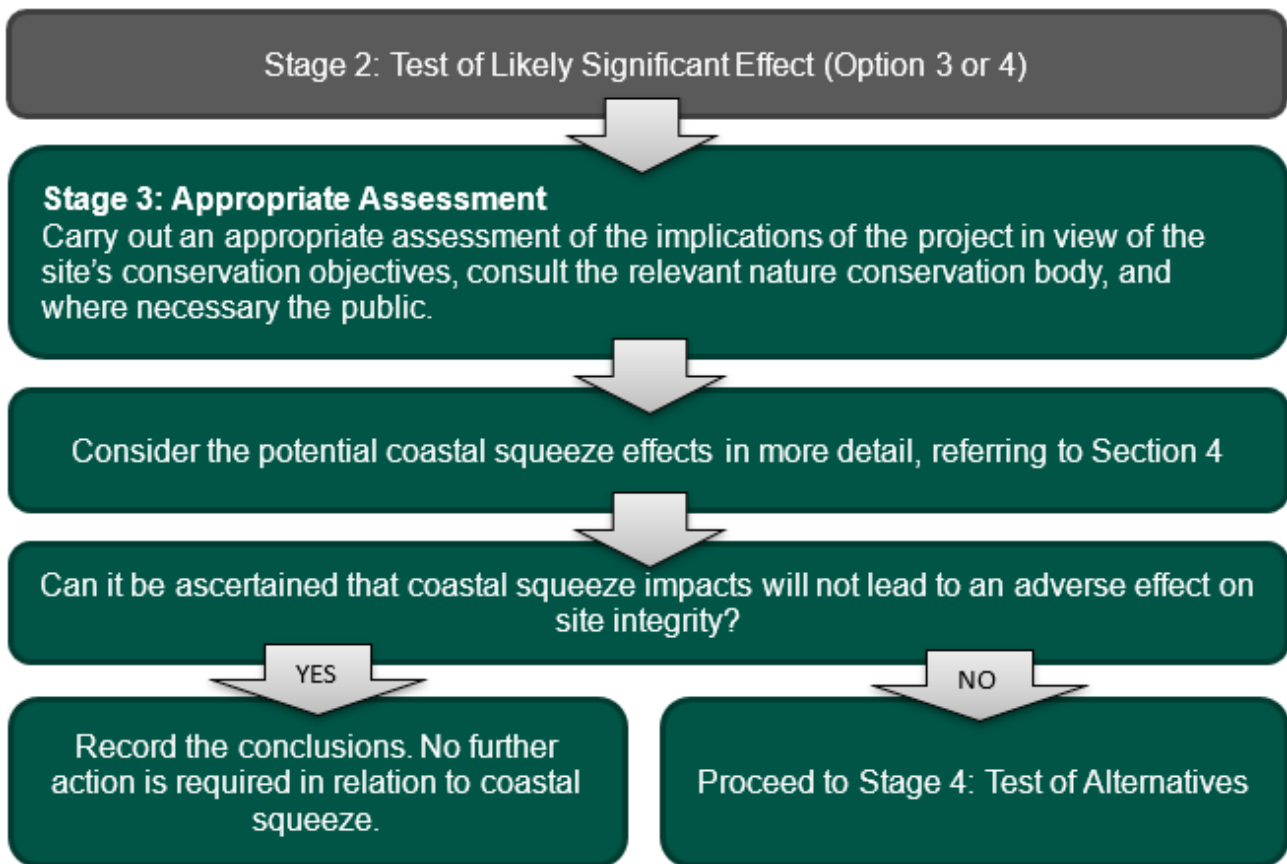 Stage 2: Test of Likely Significant Effect (Option 3 or 4)
Stage 3: Appropriate Assessment
Carry out an appropriate assessment of the implications of the project in view of the
site's conservation objectives, consult the relevant nature conservation body, and
where necessary the public.
Consider the potential coastal squeeze effects in more detail, referring to Section 4
Can it be ascertained that coastal squeeze impacts will not lead to an adverse effect on
site integrity?
YES
NO
Record the conclusions. No further
action is required in relation to coastal
squeeze.
Proceed to Stage 4: Test of Alternatives